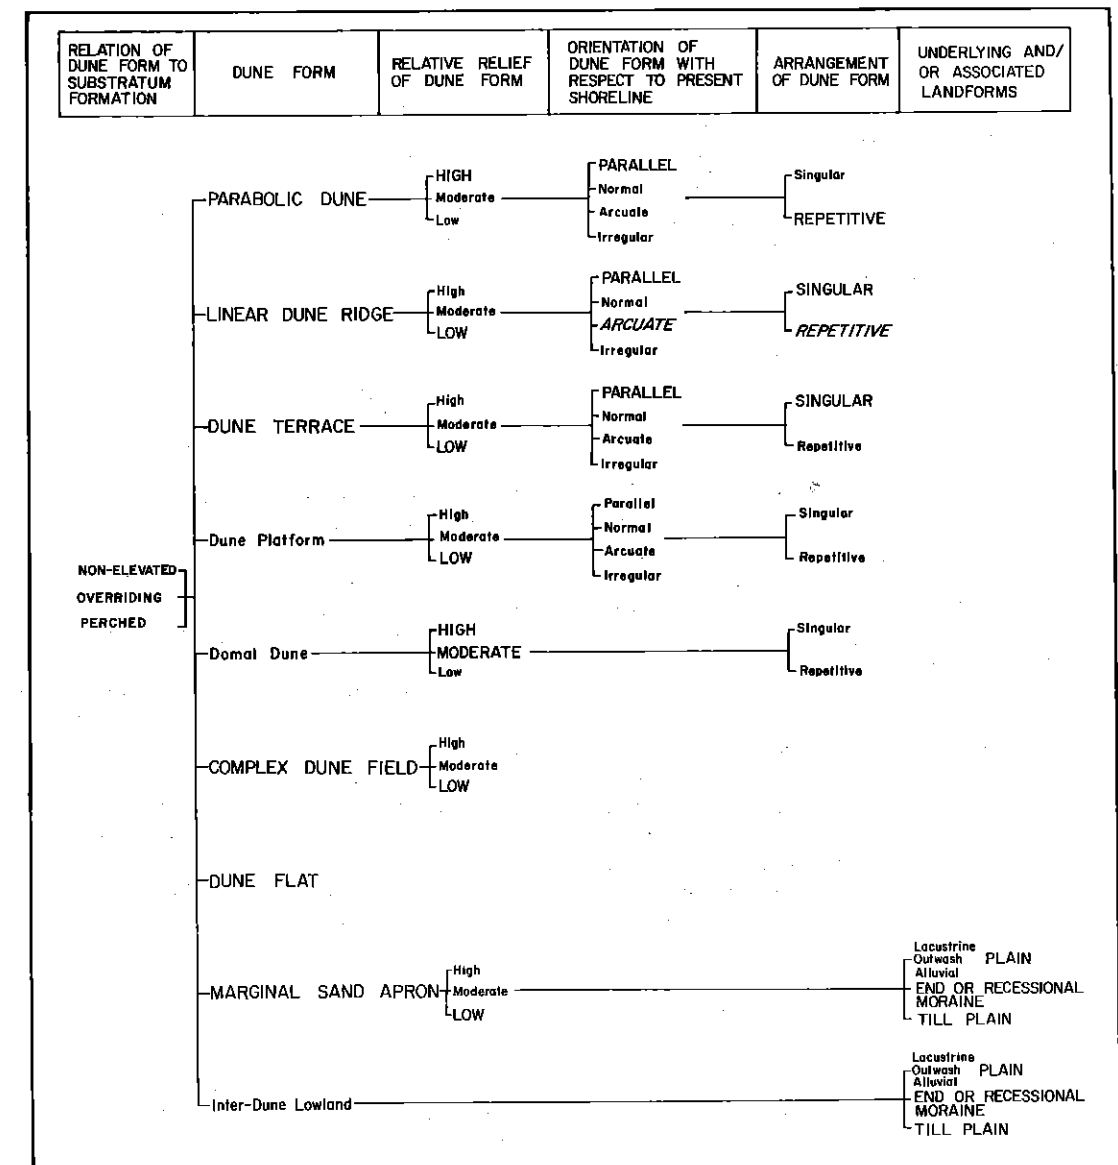 RELATION OF
DUNE FORM TO
SUBSTRATUM
FORMATION
DUNE FORM
RELATIVE RELIEF
OF DUNE FORM
ORIENTATION OF
DUNE FORM WITH
RESPECT TO PRESENT
SHORELINE
ARRANGEMENT
OF DUNE FORM
UNDERLYING AND/
OR ASSOCIATED
LANDFORMS
NON-ELEVATED
OVERRIDING
PERCHED
PARABOLIC DUNE
HIGH
Moderate
Low
PARALLEL
Normal
Arcuate
Irregular
Singular
REPETITIVE
LINEAR DUNE RIDGE
High
Moderate
LOW
PARALLEL
Normal
ARCUATE
Irregular
SINGULAR
REPETITIVE
DUNE TERRACE
High
Moderate
LOW
PARALLEL
Normal
Arcuate
Irregular
SINGULAR
Repetitive
Dune Platform
High
Moderate
LOW
Parallel
Normal
Arcuate
Irregular
Singular
Repetitive
Domal Dune
HIGH
MODERATE
Low
Singular
Repetitive
COMPLEX DUNE FIELD
High
Moderate
LOW
DUNE FLAT
MARGINAL SAND APRON
High
Moderate
LOW
Lacustrine
Outwash PLAIN
Alluvial
END OR RECESSIONAL
MORAINE
TILL PLAIN
Inter-Dune Lowland
Lacustrine
Outwash PLAIN
Alluvial
END OR RECESSIONAL
MORAINE
TILL PLAIN